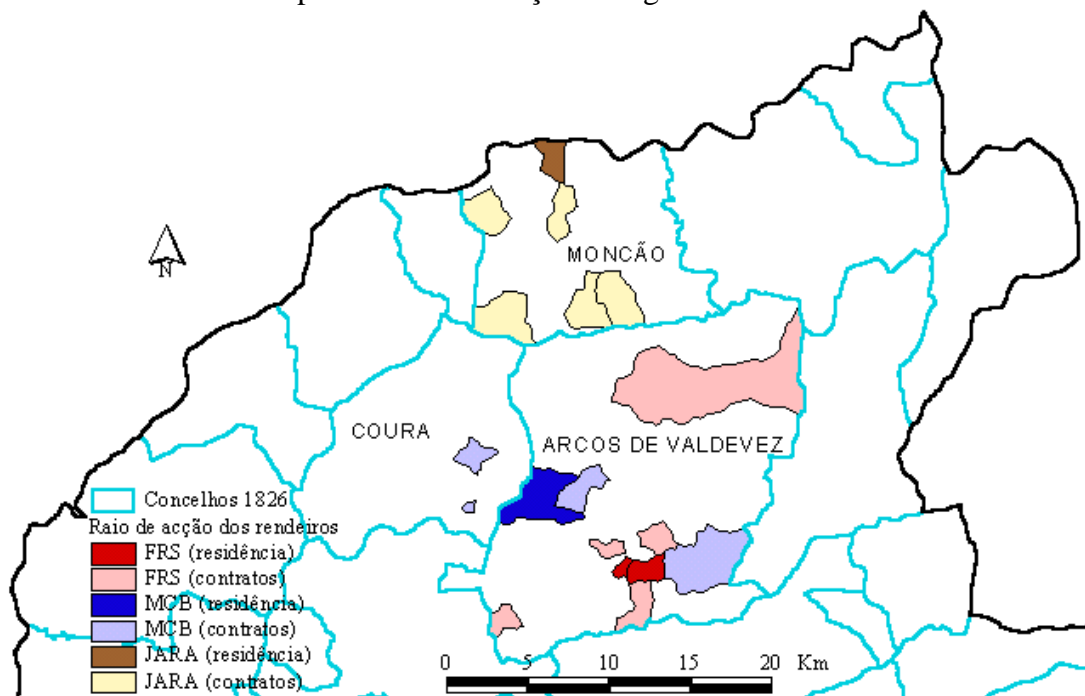 MONCÃO
N
COURA
ARCOS DE VALDEVEZ
Concelhos 1826
Raio de acção dos rendeiros
FRS (residência)
FRS (contratos)
MCB (residência)
MCB (contratos)
JARA (residência)
JARA (contratos)
0 5 10 15 20 Km